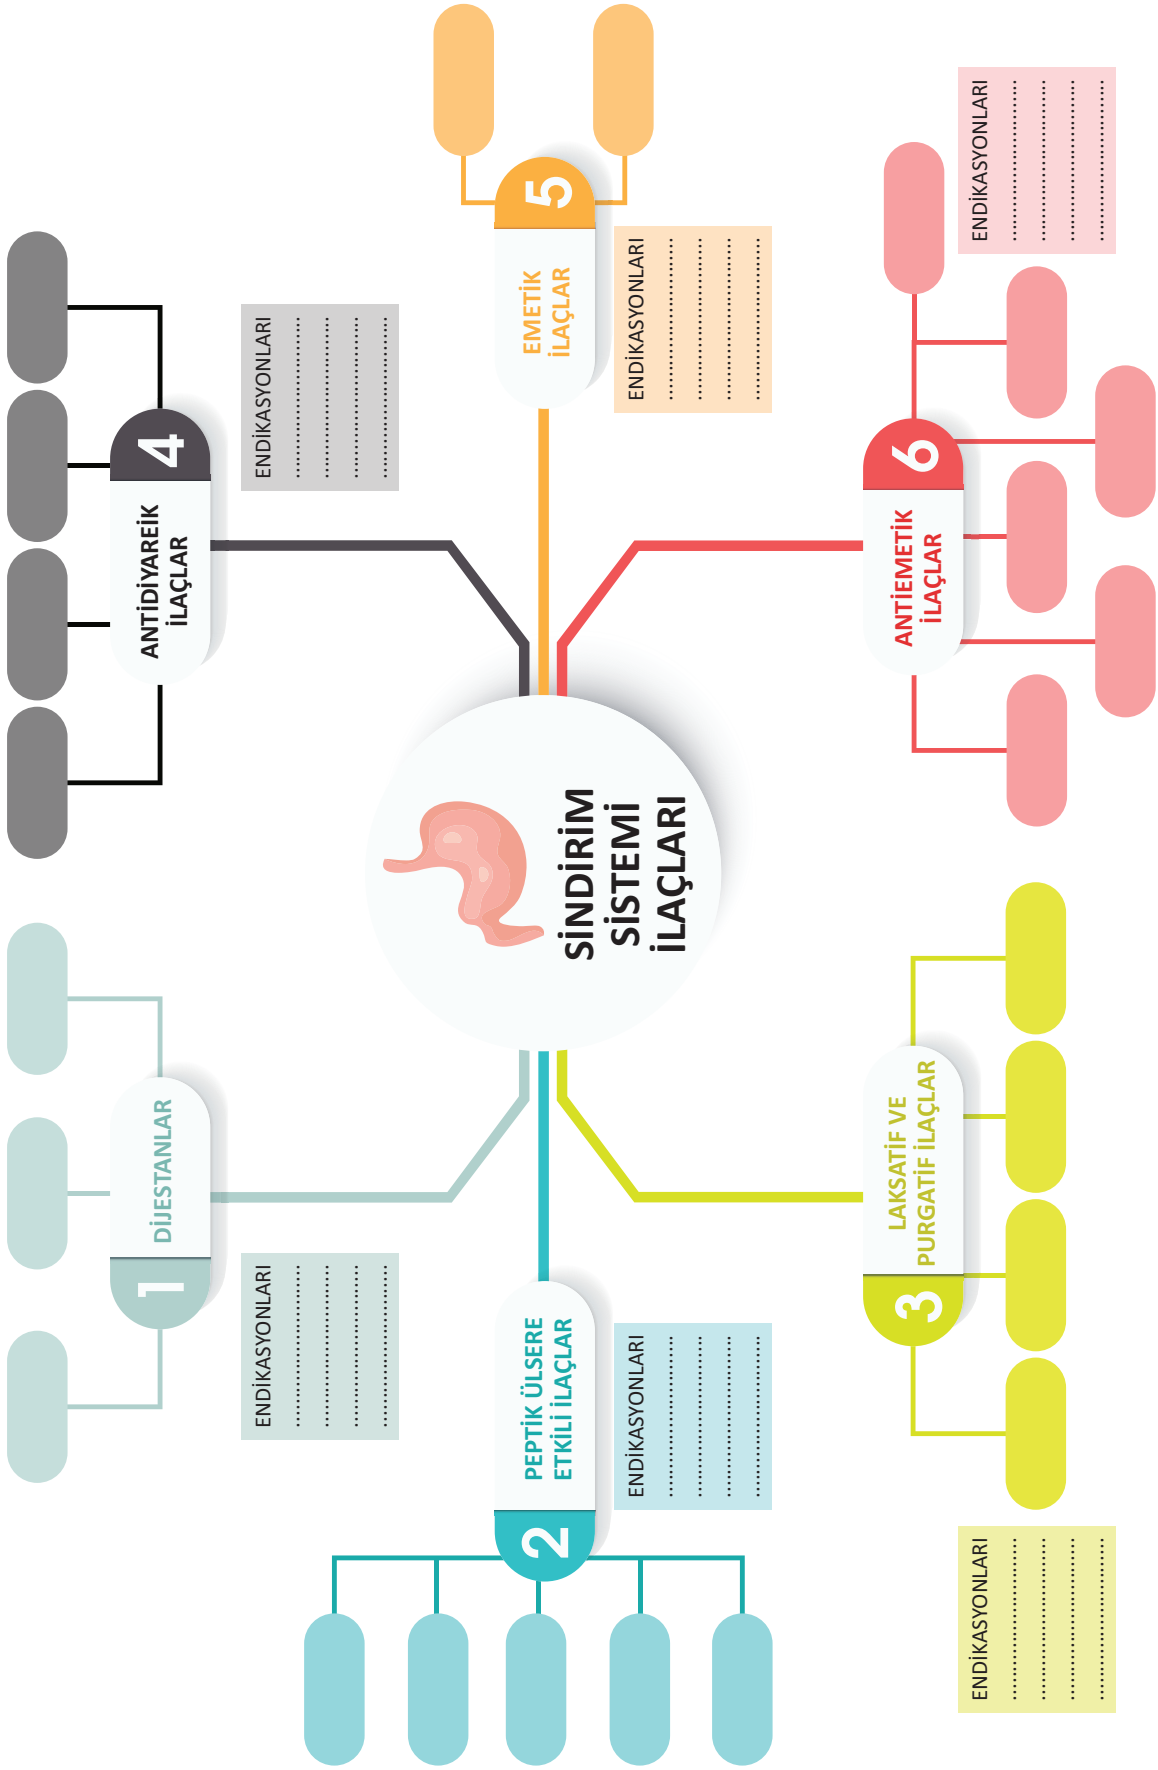 SİNDİRİM
SİSTEMİ
İLAÇLARI
1
DİJESTANLAR
ENDİKASYONLARI
........................................
........................................
........................................
........................................
2
PEPTİK ÜLSERE
ETKİLİ İLAÇLAR
ENDİKASYONLARI
........................................
........................................
........................................
........................................
3
LAKSATİF VE
PURGATİF İLAÇLAR
ENDİKASYONLARI
........................................
........................................
........................................
........................................
4
ANTİDİYAREİK
İLAÇLAR
ENDİKASYONLARI
........................................
........................................
........................................
........................................
5
EMETİK
İLAÇLAR
ENDİKASYONLARI
........................................
........................................
........................................
........................................
6
ANTİEMETİK
İLAÇLAR
ENDİKASYONLARI
........................................
........................................
........................................
........................................